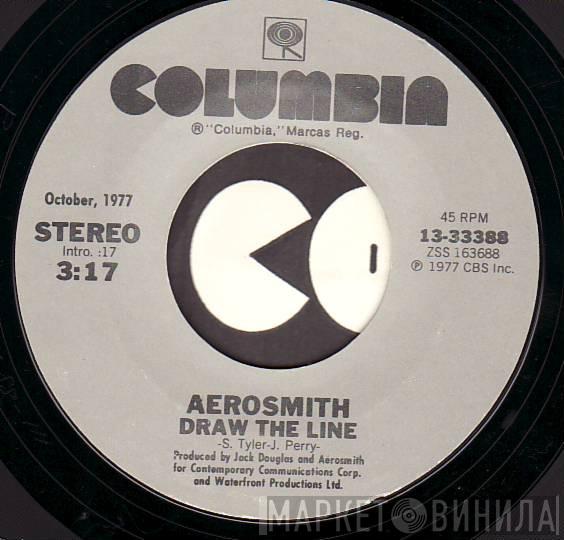 COLUMBIA
®"Columbia," Marcas Reg.
October, 1977
STEREO
Intro. :17
3:17
45 RPM
13-33388
ZSS 163688
℗ 1977 CBS Inc.
AEROSMITH
DRAW THE LINE
-S. Tyler-J. Perry-
Produced by Jack Douglas and Aerosmith
for Contemporary Communications Corp.
and Waterfront Productions Ltd.
МАРКЕТ ВИНИЛА